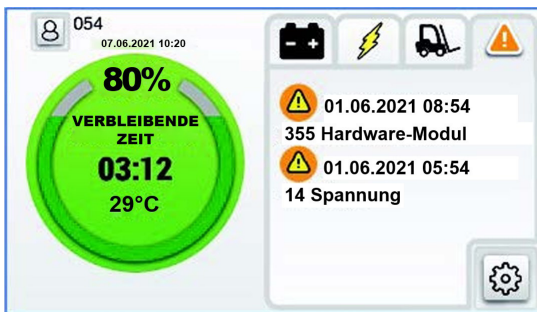 054
07.06.2021 10:20
80%
VERBLEIBENDE
ZEIT
03:12
29°C
01.06.2021 08:54
355 Hardware-Modul
01.06.2021 05:54
14 Spannung